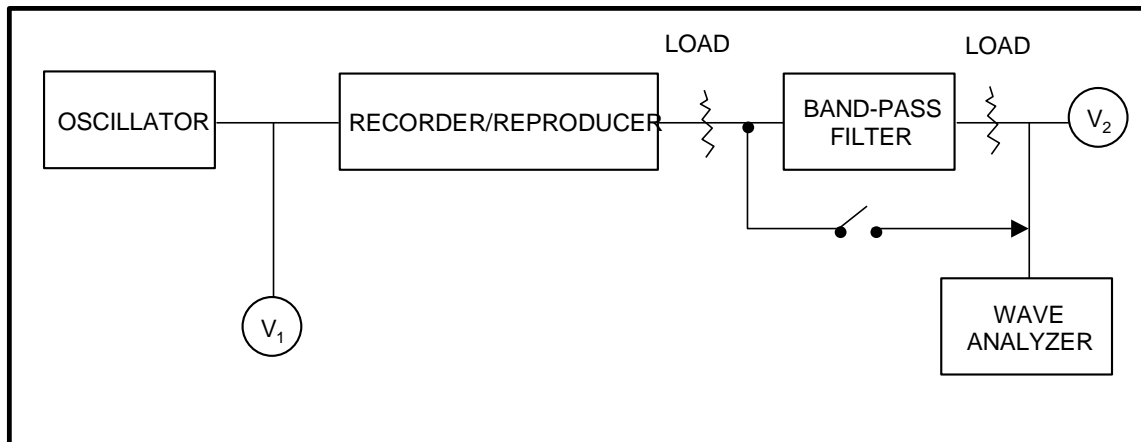 LOAD
LOAD
OSCILLATOR
RECORDER/REPRODUCER
BAND-PASS
FILTER
V2
V1
WAVE
ANALYZER